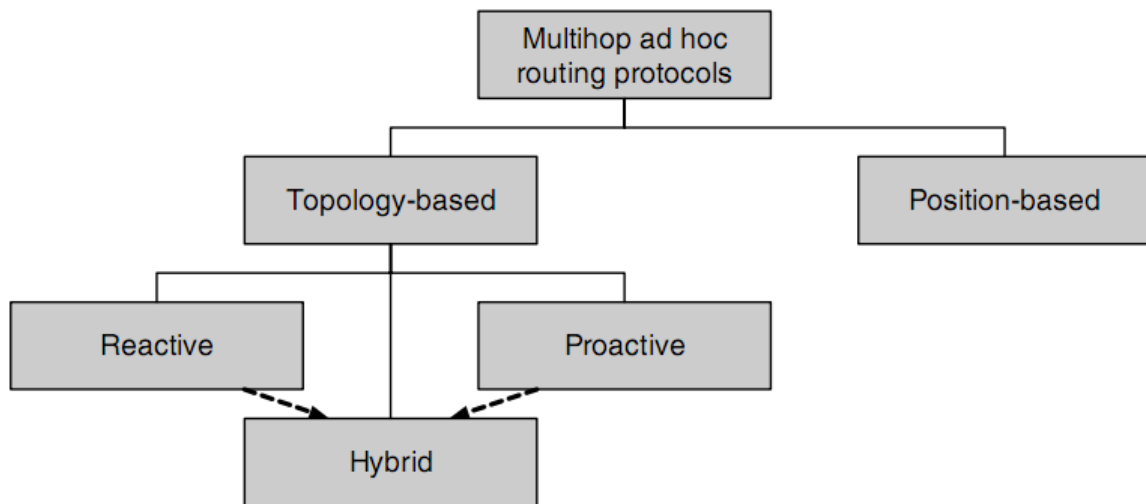 Multihop ad hoc
routing protocols
Topology-based
Position-based
Reactive
Proactive
Hybrid